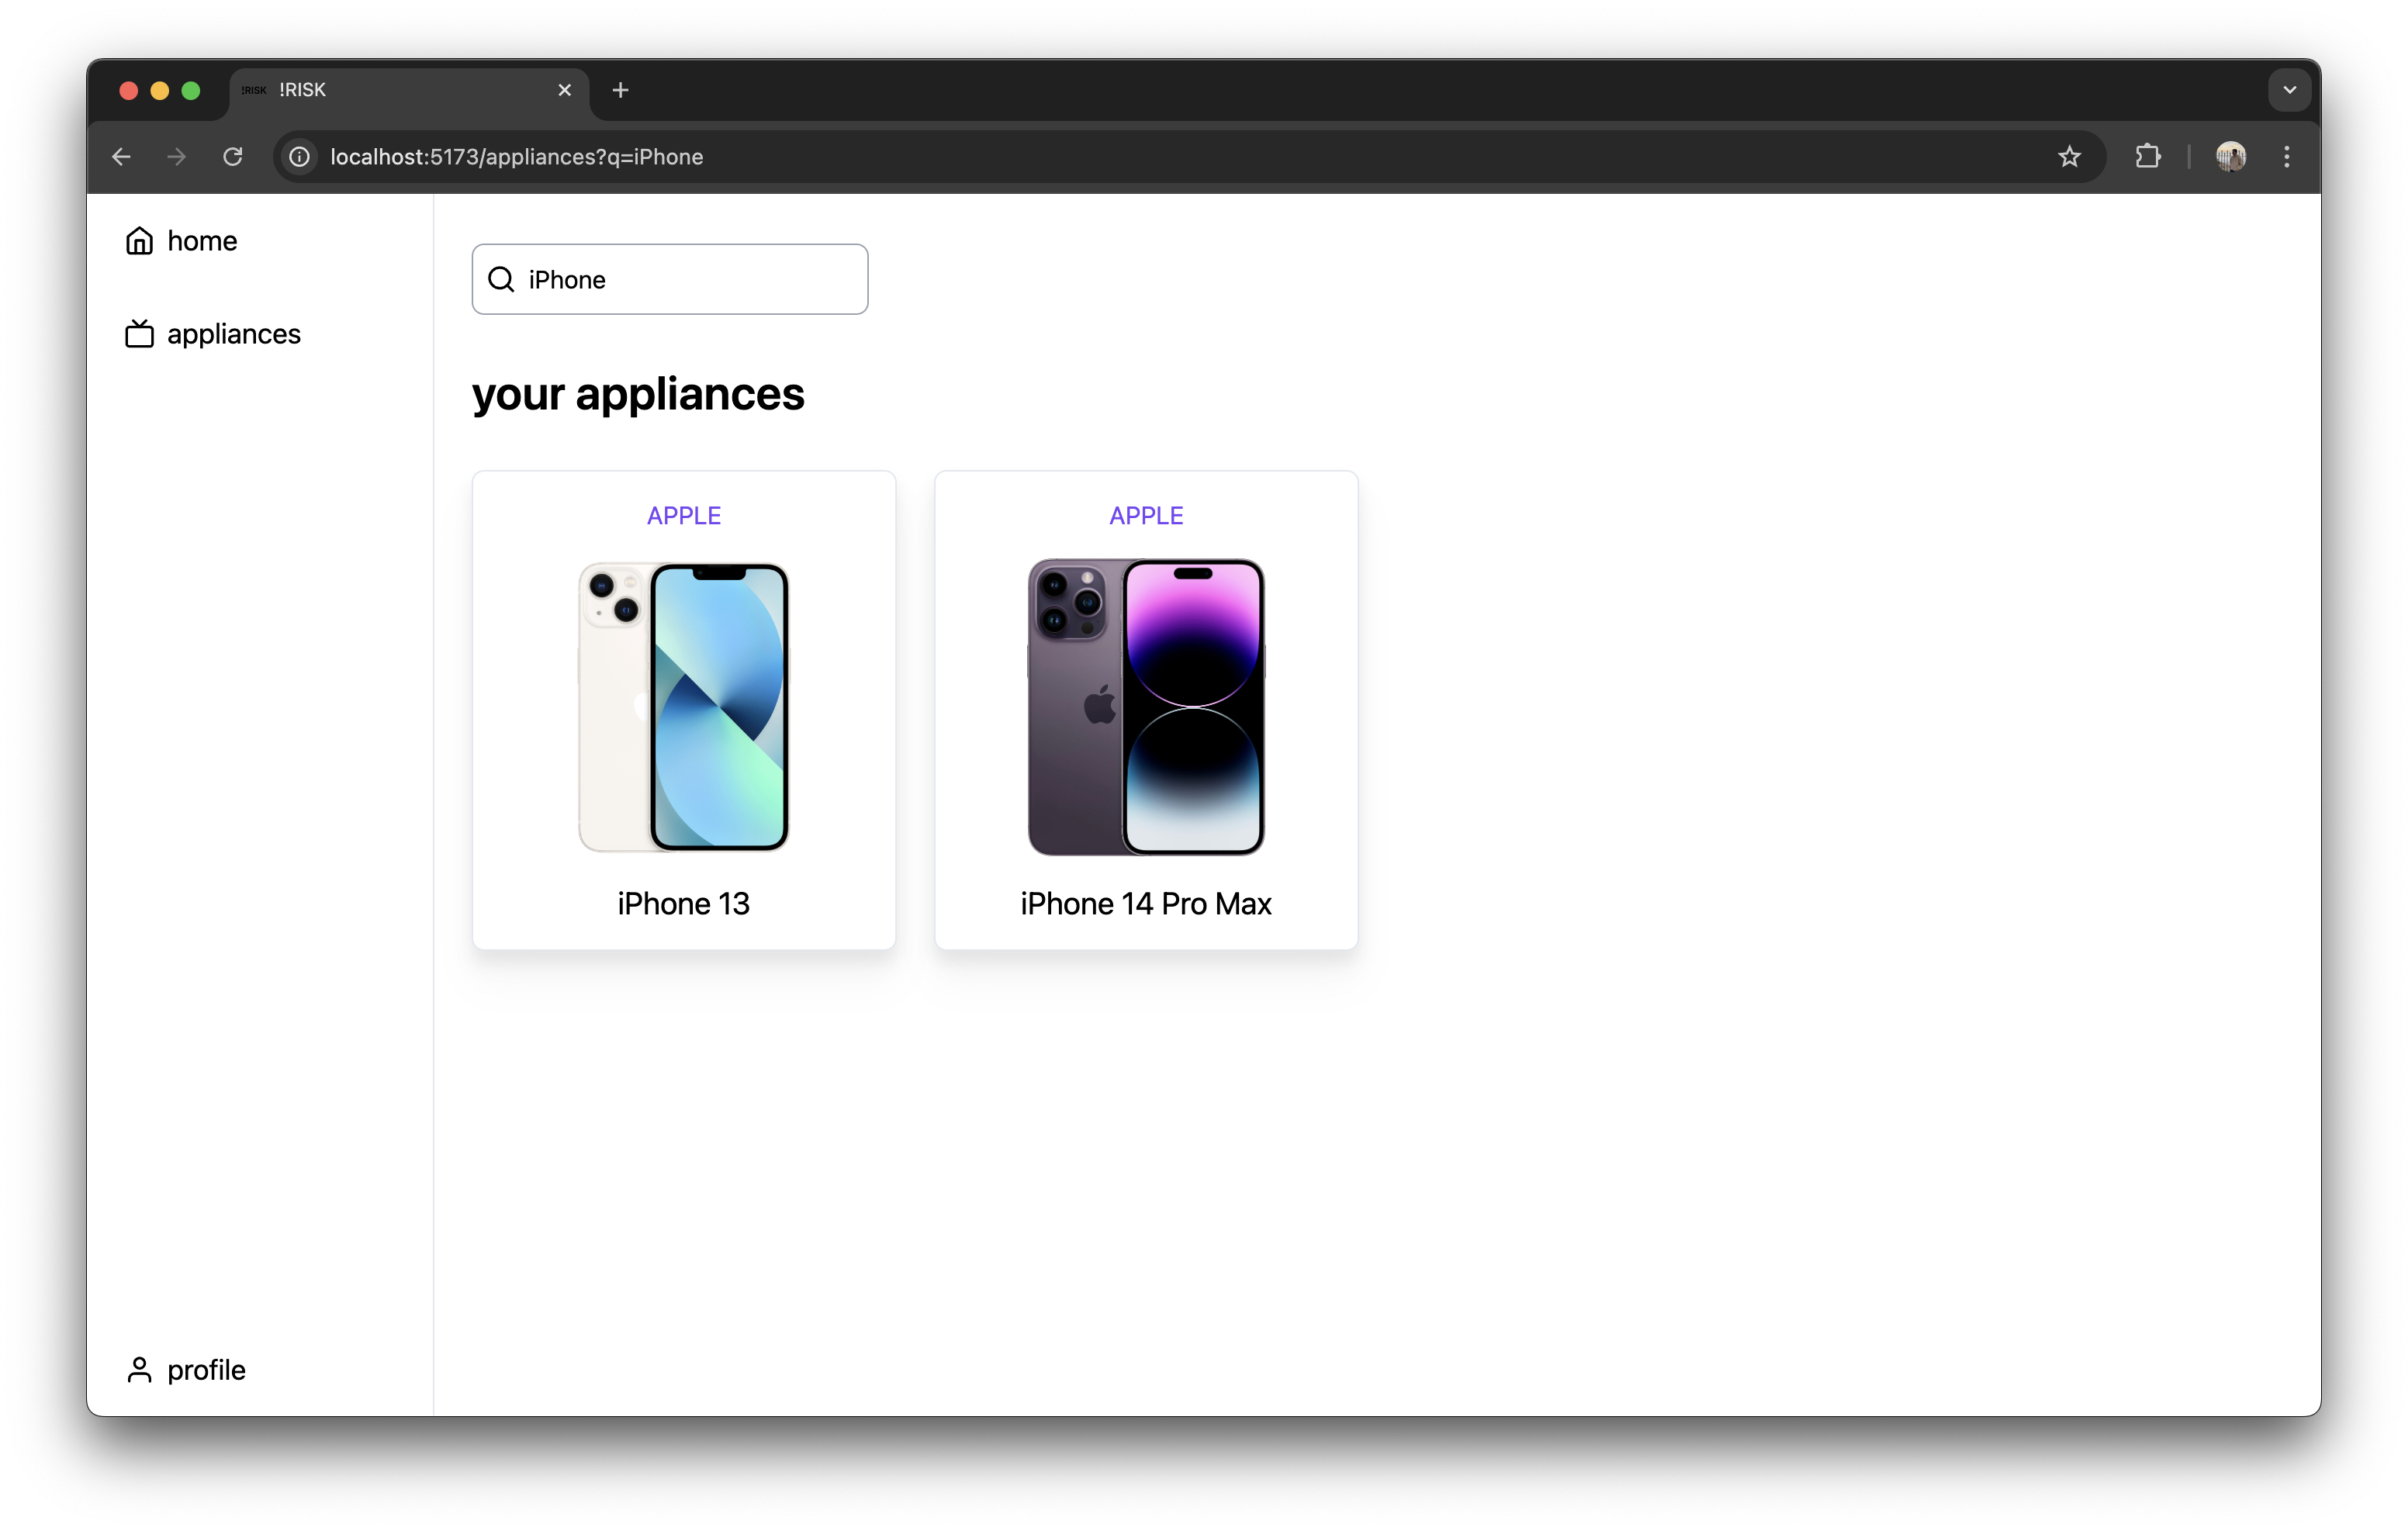 !RISK !RISK
localhost:5173/appliances?q=iPhone
home
appliances
iPhone
your appliances
APPLE
iPhone 13
APPLE
iPhone 14 Pro Max
profile